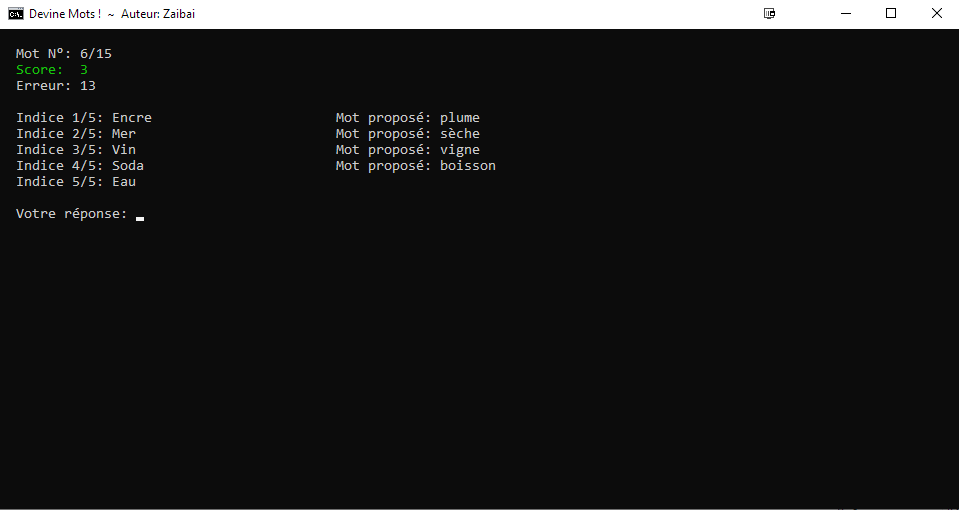 Devine Mots ! ~ Auteur: Zaibai
Mot N°: 6/15
Score: 3
Erreur: 13
Indice 1/5: Encre Mot proposé: plume
Indice 2/5: Mer Mot proposé: sèche
Indice 3/5: Vin Mot proposé: vigne
Indice 4/5: Soda Mot proposé: boisson
Indice 5/5: Eau
Votre réponse: